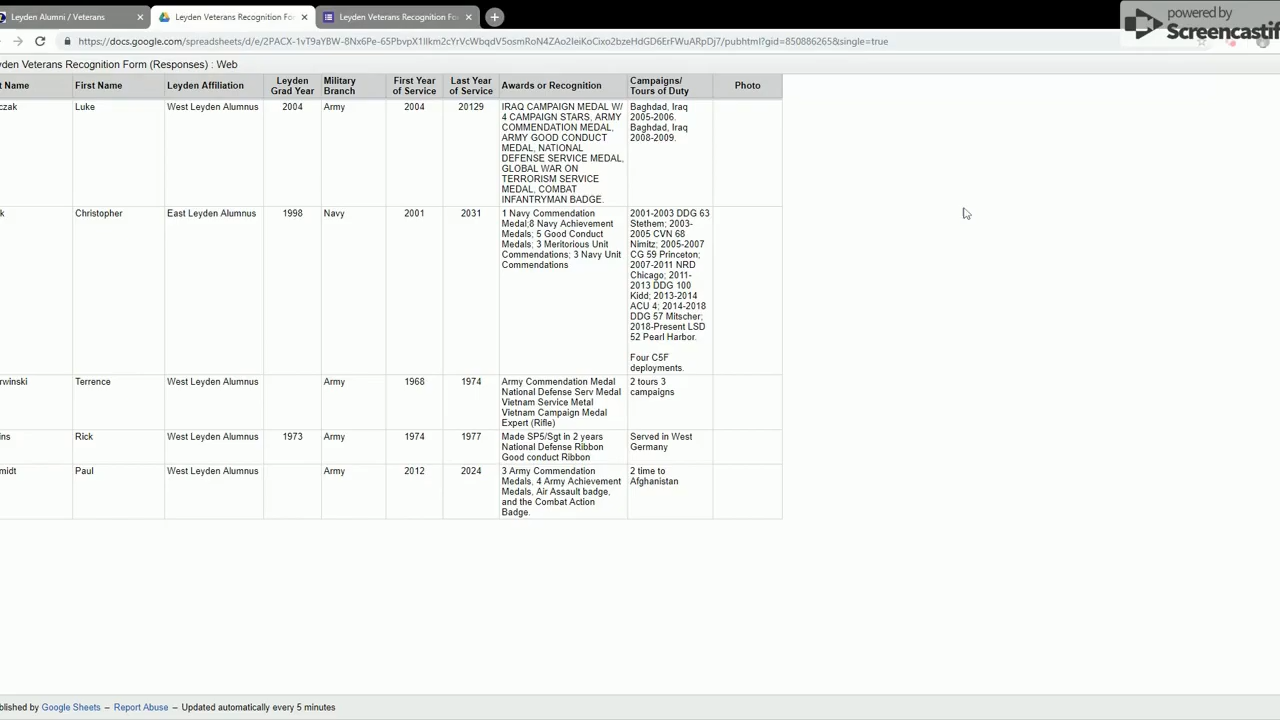 Leyden Alumni / Veterans
Leyden Veterans Recognition Fo
Leyden Veterans Recognition Fo
powered by
Screencastif
https://docs.google.com/spreadsheets/d/e/2PACX-1vT9aYBW-8Nx6Pe-65PbvpX1Ilkm2cYrVcWbqdV5osmRoN4ZAo2IeiKoCixo2bzeHdGD6ErFWuARpDj7/pubhtml?gid=850886265&single=true
yden Veterans Recognition Form (Responses) : Web
t Name First Name Leyden Affiliation Leyden Grad Year Military Branch First Year of Service Last Year of Service Awards or Recognition Campaigns/ Tours of Duty Photo
czak Luke West Leyden Alumnus 2004 Army 2004 20129
IRAQ CAMPAIGN MEDAL W/
4 CAMPAIGN STARS, ARMY
COMMENDATION MEDAL,
ARMY GOOD CONDUCT
MEDAL, NATIONAL
DEFENSE SERVICE MEDAL,
GLOBAL WAR ON
TERRORISM SERVICE
MEDAL, COMBAT
INFANTRYMAN BADGE.
Baghdad, Iraq
2005-2006.
Baghdad, Iraq
2008-2009.
k Christopher East Leyden Alumnus 1998 Navy 2001 2031
1 Navy Commendation
Medal,8 Navy Achievement
Medals; 5 Good Conduct
Medals; 3 Meritorious Unit
Commendations; 3 Navy Unit
Commendations
2001-2003 DDG 63
Stethem; 2003-
2005 CVN 68
Nimitz; 2005-2007
CG 59 Princeton;
2007-2011 NRD
Chicago; 2011-
2013 DDG 100
Kidd; 2013-2014
ACU 4; 2014-2018
DDG 57 Mitscher;
2018-Present LSD
52 Pearl Harbor.
Four C5F
deployments.
rwinski Terrence West Leyden Alumnus Army 1968 1974
Army Commendation Medal
National Defense Serv Medal
Vietnam Service Metal
Vietnam Campaign Medal
Expert (Rifle)
2 tours 3
campaigns
ins Rick West Leyden Alumnus 1973 Army 1974 1977
Made SP5/Sgt in 2 years
National Defense Ribbon
Good conduct Ribbon
Served in West
Germany
midt Paul West Leyden Alumnus Army 2012 2024
3 Army Commendation
Medals, 4 Army Achievement
Medals, Air Assault badge,
and the Combat Action
Badge.
2 time to
Afghanistan
blished by Google Sheets – Report Abuse – Updated automatically every 5 minutes